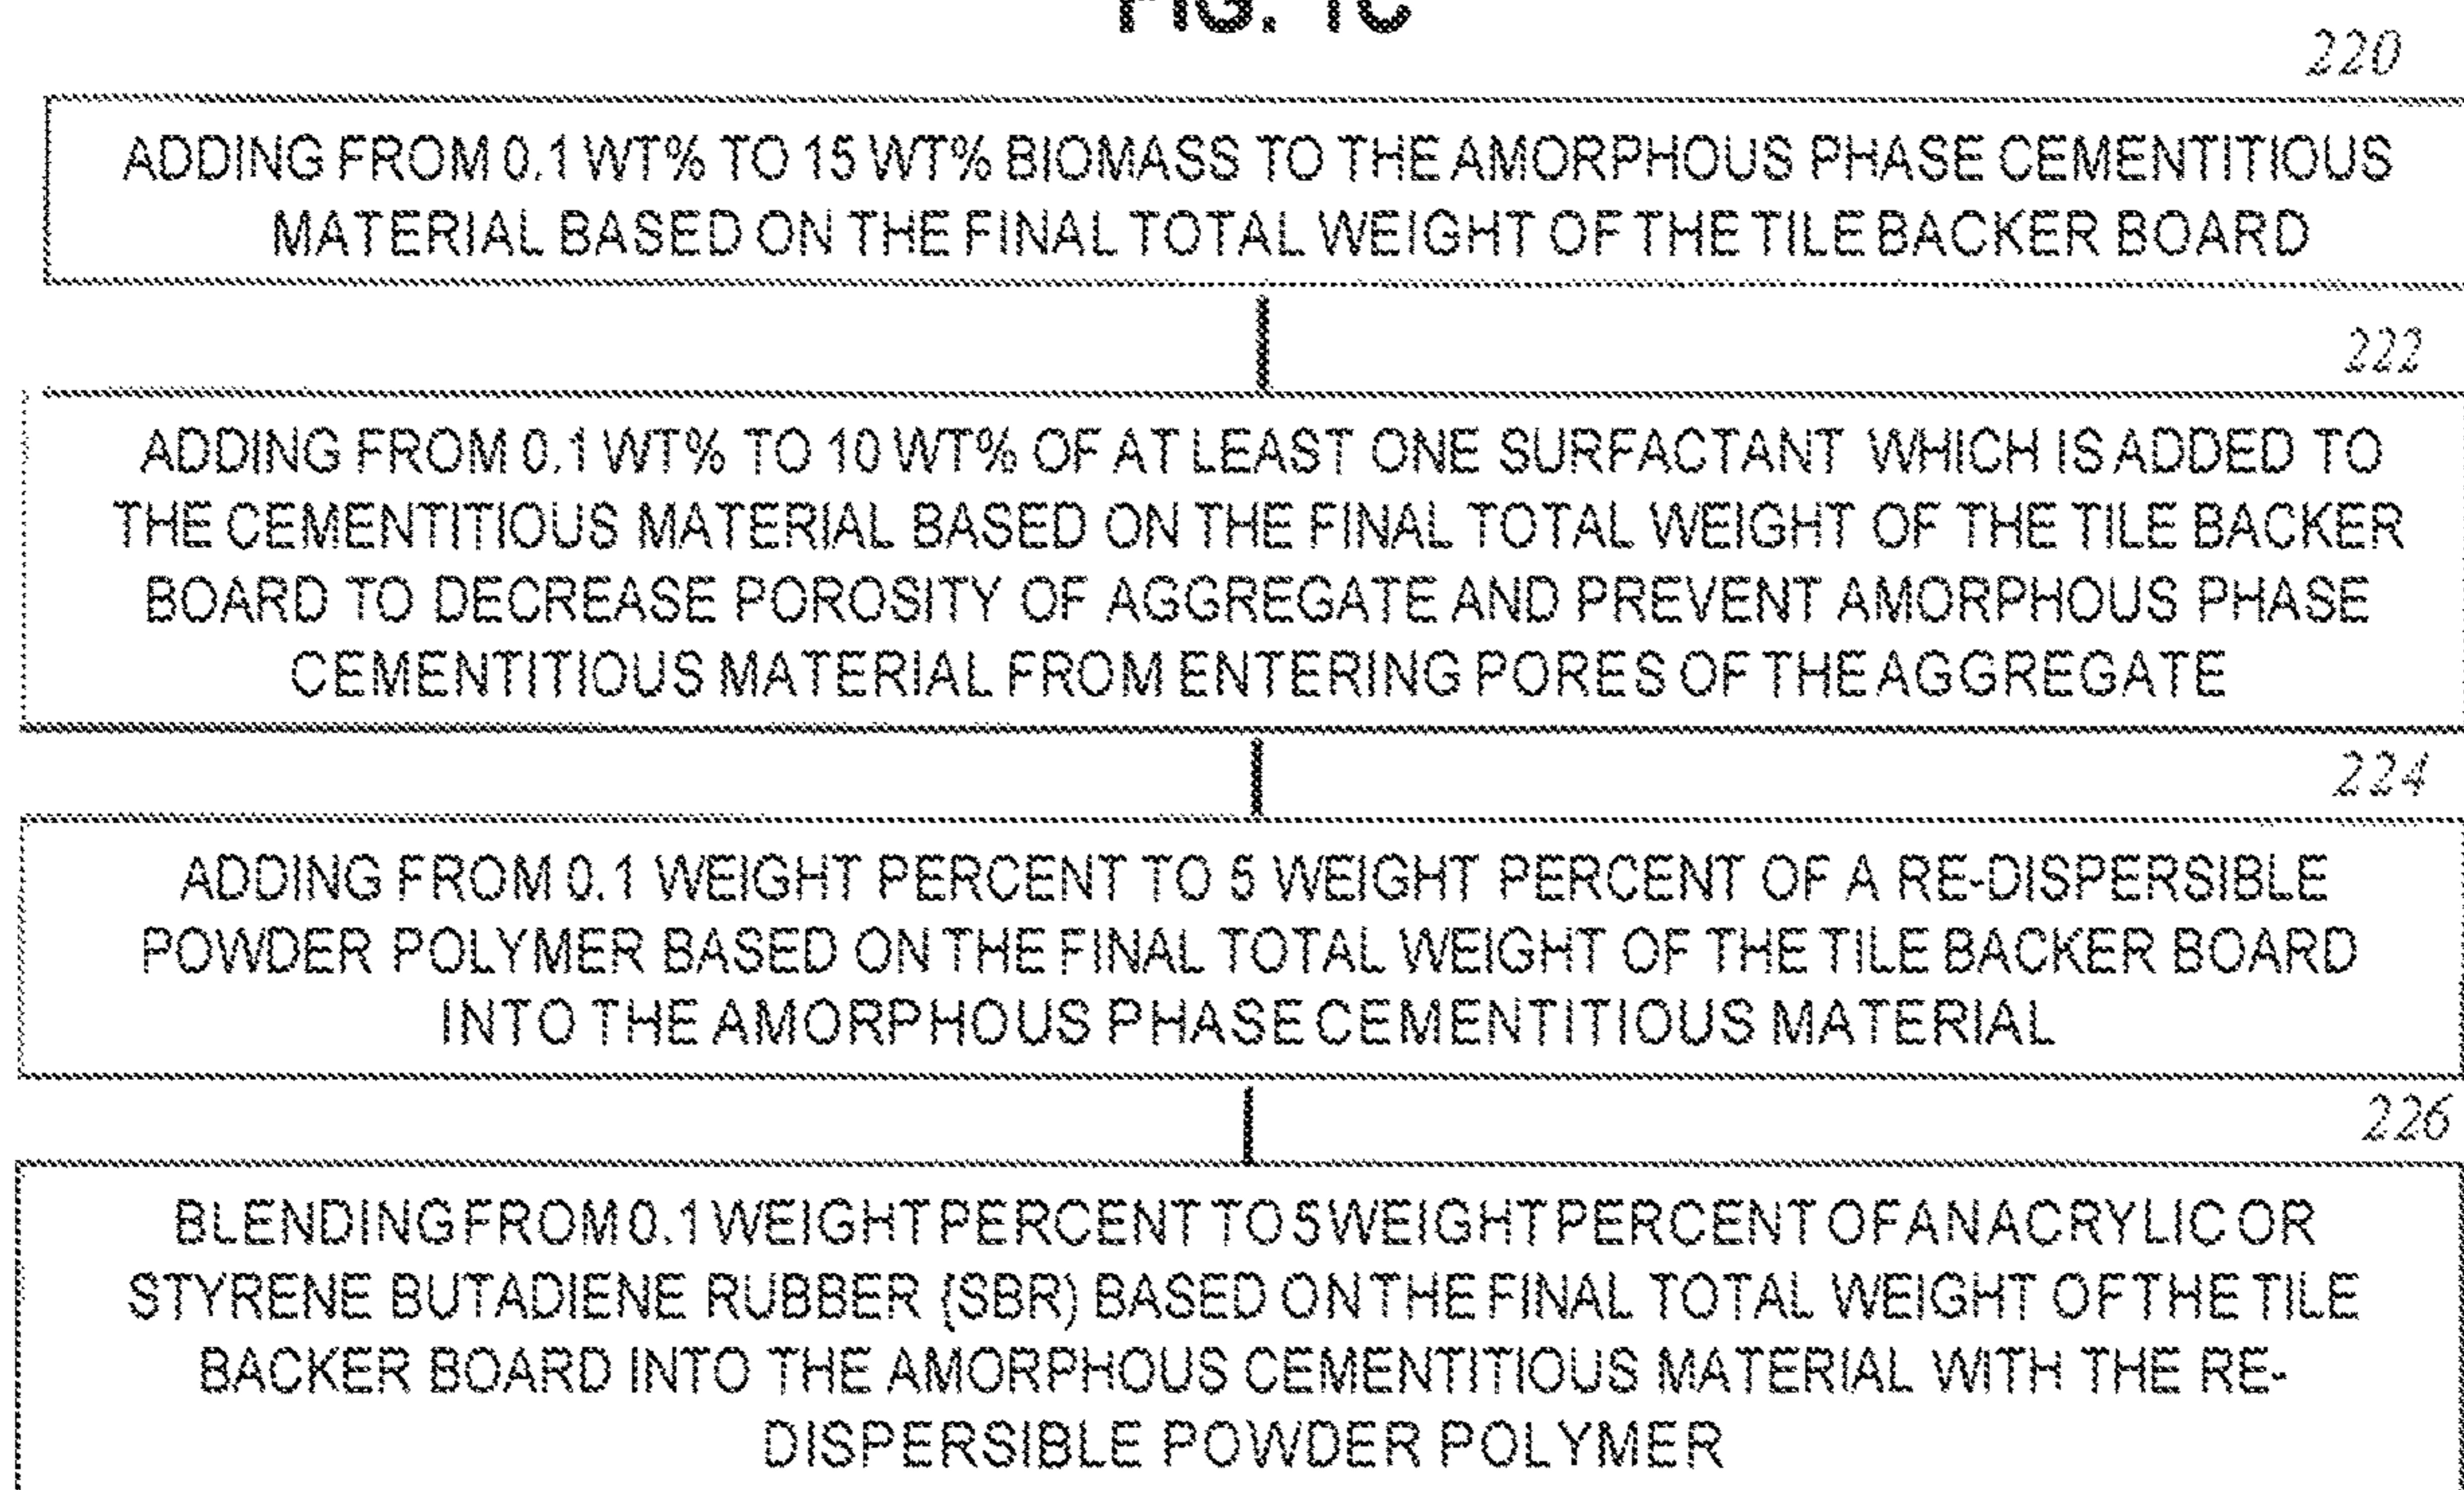 FIG. 1C
220
ADDING FROM 0.1 WT% TO 15 WT% BIOMASS TO THE AMORPHOUS PHASE CEMENTITIOUS
MATERIAL BASED ON THE FINAL TOTAL WEIGHT OF THE TILE BACKER BOARD
222
ADDING FROM 0.1 WT% TO 10 WT% OF AT LEAST ONE SURFACTANT WHICH IS ADDED TO
THE CEMENTITIOUS MATERIAL BASED ON THE FINAL TOTAL WEIGHT OF THE TILE BACKER
BOARD TO DECREASE POROSITY OF AGGREGATE AND PREVENT AMORPHOUS PHASE
CEMENTITIOUS MATERIAL FROM ENTERING PORES OF THE AGGREGATE
224
ADDING FROM 0.1 WEIGHT PERCENT TO 5 WEIGHT PERCENT OF A RE-DISPERSIBLE
POWDER POLYMER BASED ON THE FINAL TOTAL WEIGHT OF THE TILE BACKER BOARD
INTO THE AMORPHOUS PHASE CEMENTITIOUS MATERIAL
226
BLENDING FROM 0.1 WEIGHT PERCENT TO 5 WEIGHT PERCENT OF AN ACRYLIC OR
STYRENE BUTADIENE RUBBER (SBR) BASED ON THE FINAL TOTAL WEIGHT OF THE TILE
BACKER BOARD INTO THE AMORPHOUS CEMENTITIOUS MATERIAL WITH THE RE-
DISPERSIBLE POWDER POLYMER